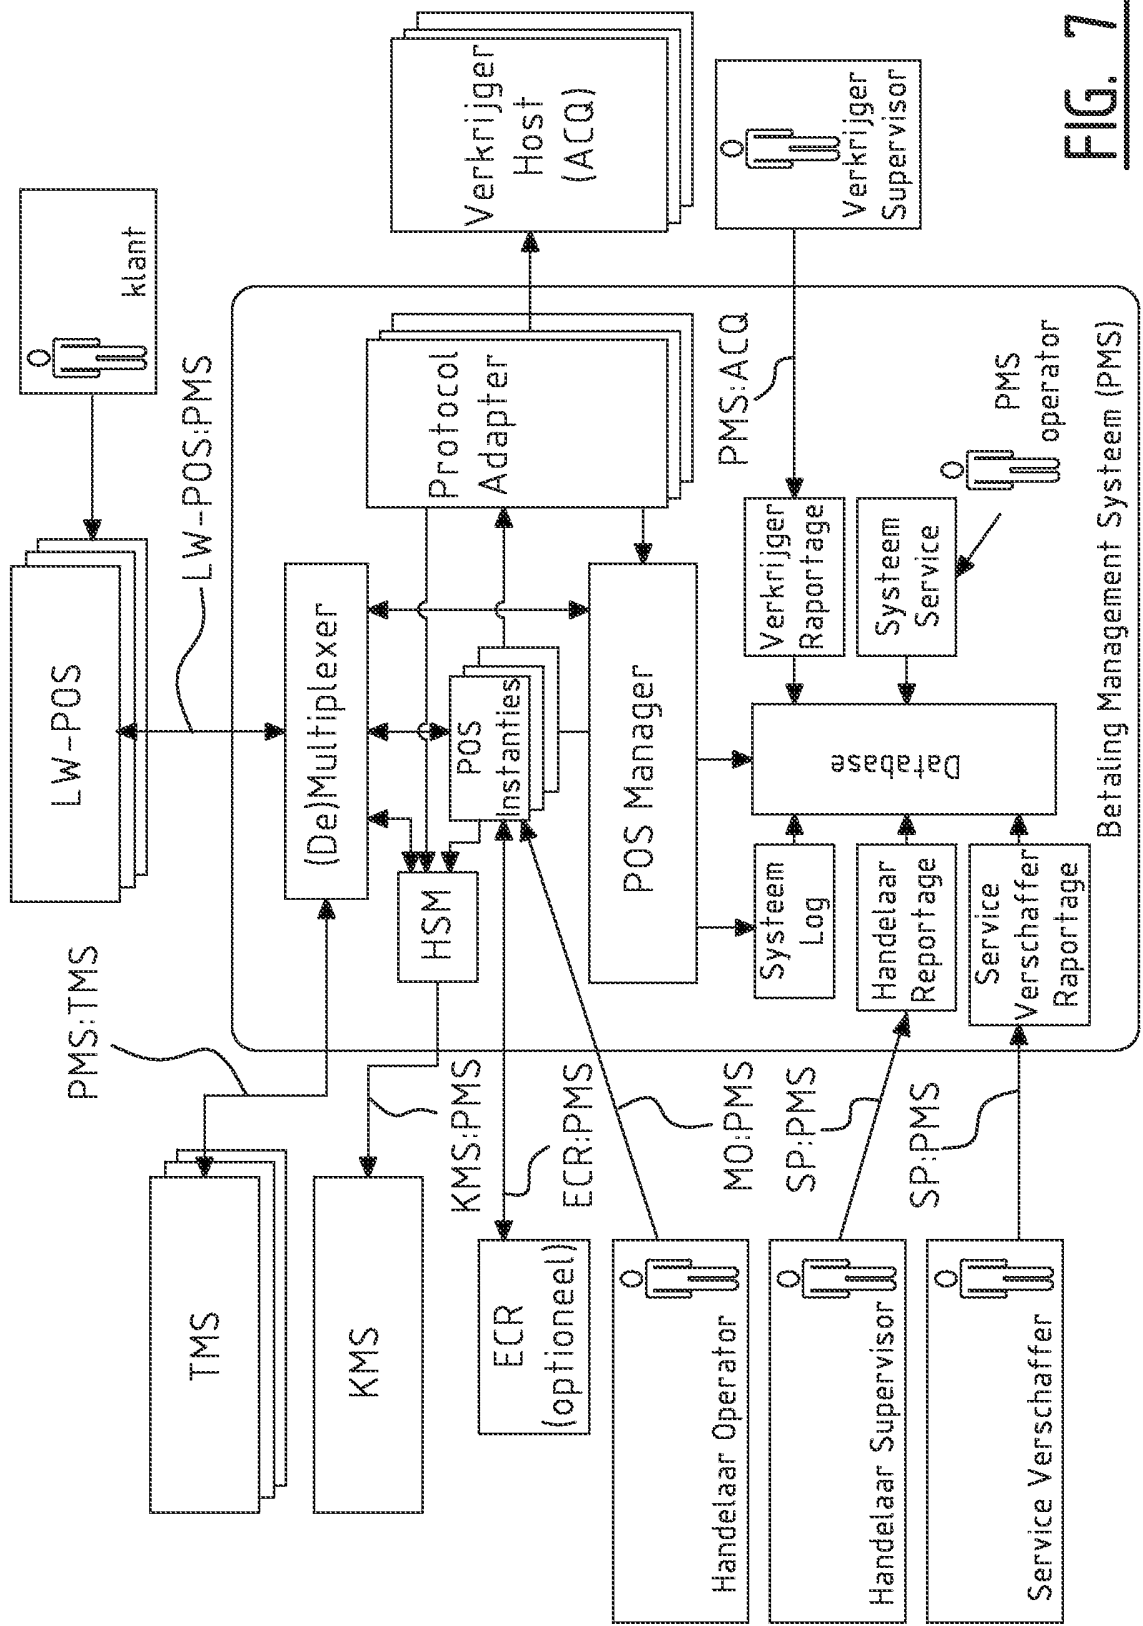 klant
LW-POS
LW-POS:PMS
PMS:TMS
TMS
KMS
KMS:PMS
ECR
(optioneel)
ECR:PMS
Handelaar Operator
MO:PMS
Handelaar Supervisor
SP:PMS
Service Verschaffer
SP:PMS
(De)Multiplexer
HSM
POS
Instanties
Protocol
Adapter
Verkrijger
Host
(ACQ)
POS Manager
PMS:ACQ
Verkrijger
Supervisor
Verkrijger
Raportage
Systeem
Service
PMS
operator
Database
Systeem
Log
Handelaar
Reportage
Service
Verschaffer
Raportage
Betaling Management Systeem (PMS)
FIG. 7